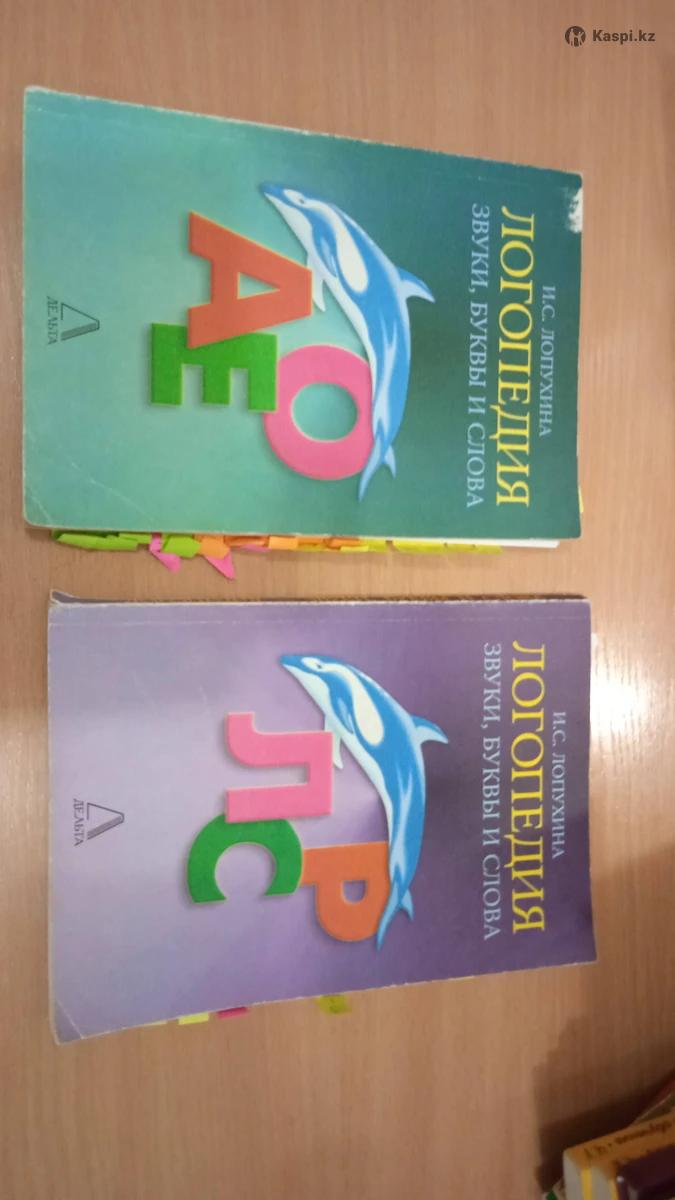 Kaspi.kz
И.С. ЛОПУХИНА
ЛОГОПЕДИЯ
ЗВУКИ, БУКВЫ И СЛОВА
О
А
Е
ДЕЛЬТА
И.С. ЛОПУХИНА
ЛОГОПЕДИЯ
ЗВУКИ, БУКВЫ И СЛОВА
Р
Л
С
ДЕЛЬТА